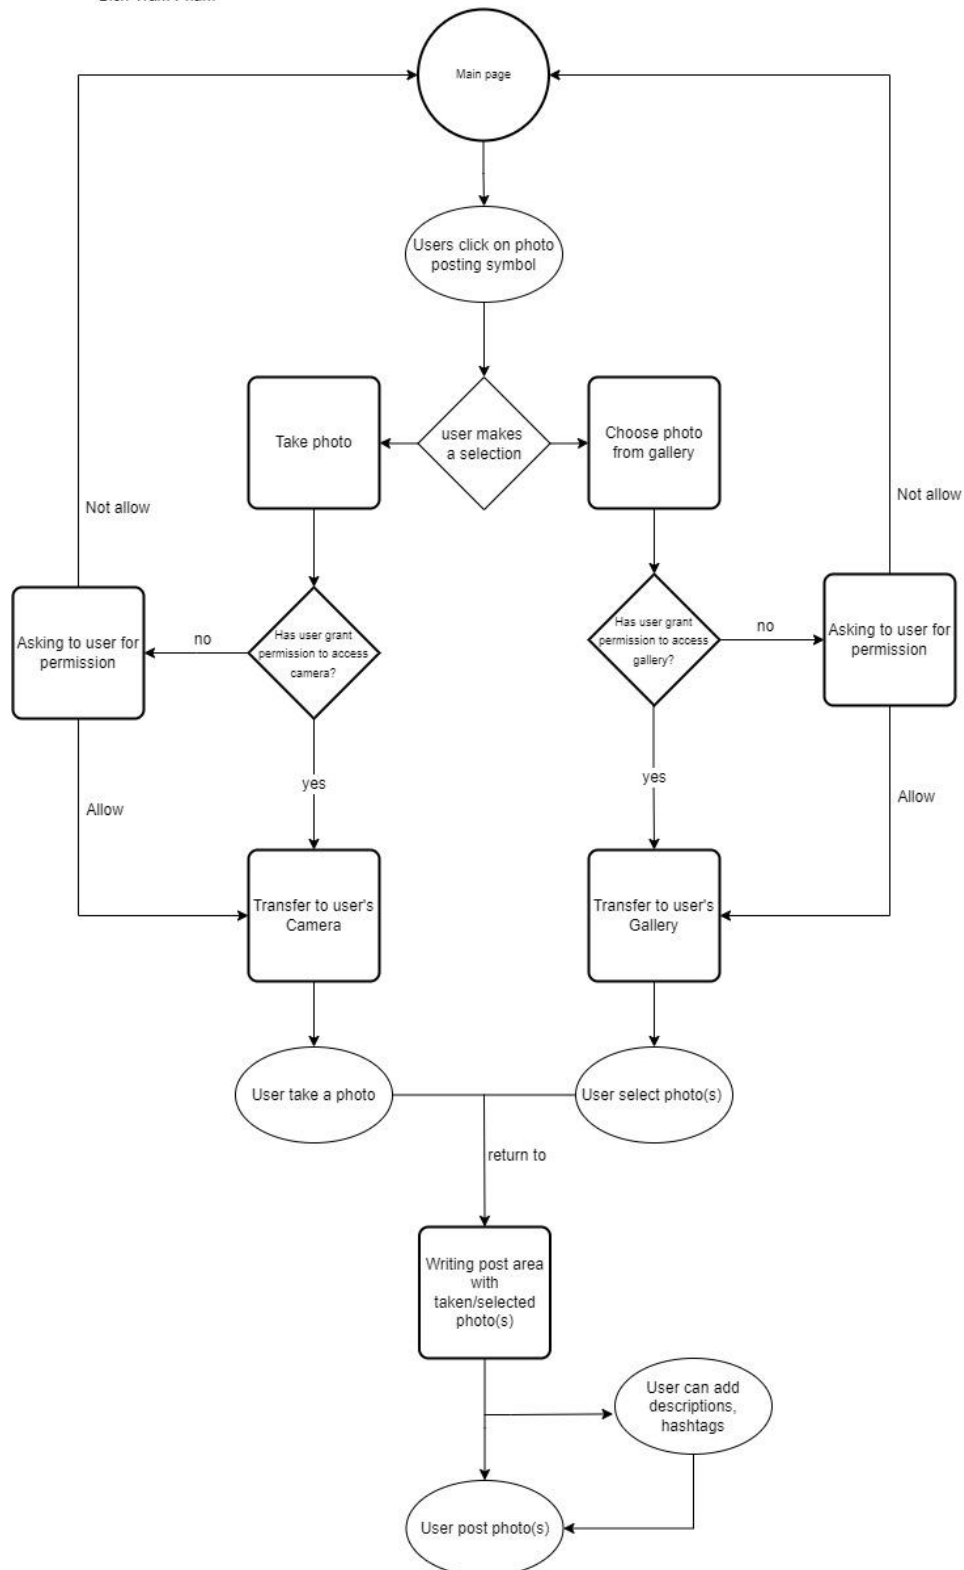 Main page
Users click on photo
posting symbol
Take photo
user makes
a selection
Choose photo
from gallery
Not allow
Not allow
Asking to user for
permission
no
Has user grant
permission to access
camera?
Has user grant
permission to access
gallery?
no
Asking to user for
permission
yes
yes
Allow
Allow
Transfer to user's
Camera
Transfer to user's
Gallery
User take a photo
User select photo(s)
return to
Writing post area
with
taken/selected
photo(s)
User can add
descriptions,
hashtags
User post photo(s)